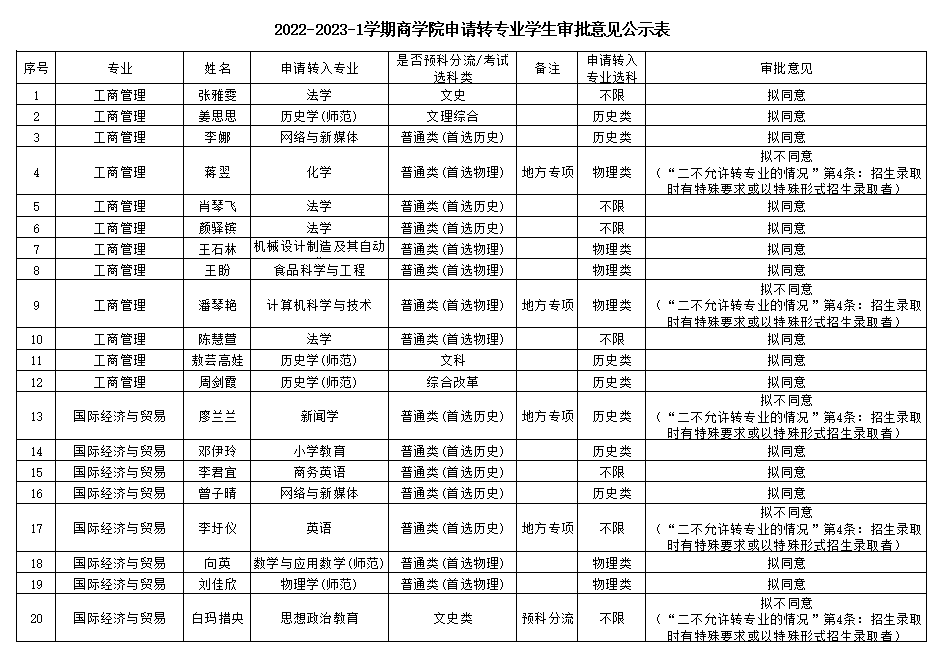 2022-2023-1学期商学院申请转专业学生审批意见公示表
序号 专业 姓名 申请转入专业 是否预科分流/考试选科类 备注 申请转入专业选科 审批意见
1 工商管理 张雅雯 法学 文史 不限 拟同意
2 工商管理 姜思思 历史学(师范) 文理综合 历史类 拟同意
3 工商管理 李娜 网络与新媒体 普通类(首选历史) 历史类 拟同意
4 工商管理 蒋翌 化学 普通类(首选物理) 地方专项 物理类 拟不同意
(“二不允许转专业的情况”第4条：招生录取
时有特殊要求或以特殊形式招生录取者)
5 工商管理 肖琴飞 法学 普通类(首选历史) 不限 拟同意
6 工商管理 颜驿镔 法学 普通类(首选历史) 不限 拟同意
7 工商管理 王石林 机械设计制造及其自动 普通类(首选物理) 物理类 拟同意
8 工商管理 王盼 食品科学与工程 普通类(首选物理) 物理类 拟同意
9 工商管理 潘琴艳 计算机科学与技术 普通类(首选物理) 地方专项 物理类 拟不同意
(“二不允许转专业的情况”第4条：招生录取
时有特殊要求或以特殊形式招生录取者)
10 工商管理 陈慧萱 法学 普通类(首选物理) 不限 拟同意
11 工商管理 敖芸高娃 历史学(师范) 文科 历史类 拟同意
12 工商管理 周剑霞 历史学(师范) 综合改革 历史类 拟同意
13 国际经济与贸易 廖兰兰 新闻学 普通类(首选历史) 地方专项 历史类 拟不同意
(“二不允许转专业的情况”第4条：招生录取
时有特殊要求或以特殊形式招生录取者)
14 国际经济与贸易 邓伊玲 小学教育 普通类(首选历史) 历史类 拟同意
15 国际经济与贸易 李君宜 商务英语 普通类(首选历史) 不限 拟同意
16 国际经济与贸易 曾子晴 网络与新媒体 普通类(首选历史) 历史类 拟同意
17 国际经济与贸易 李圩仪 英语 普通类(首选历史) 地方专项 不限 拟不同意
(“二不允许转专业的情况”第4条：招生录取
时有特殊要求或以特殊形式招生录取者)
18 国际经济与贸易 向英 数学与应用数学(师范) 普通类(首选物理) 物理类 拟同意
19 国际经济与贸易 刘佳欣 物理学(师范) 普通类(首选物理) 物理类 拟同意
20 国际经济与贸易 白玛措央 思想政治教育 文史类 预科分流 不限 拟不同意
(“二不允许转专业的情况”第4条：招生录取
时有特殊要求或以特殊形式招生录取者)